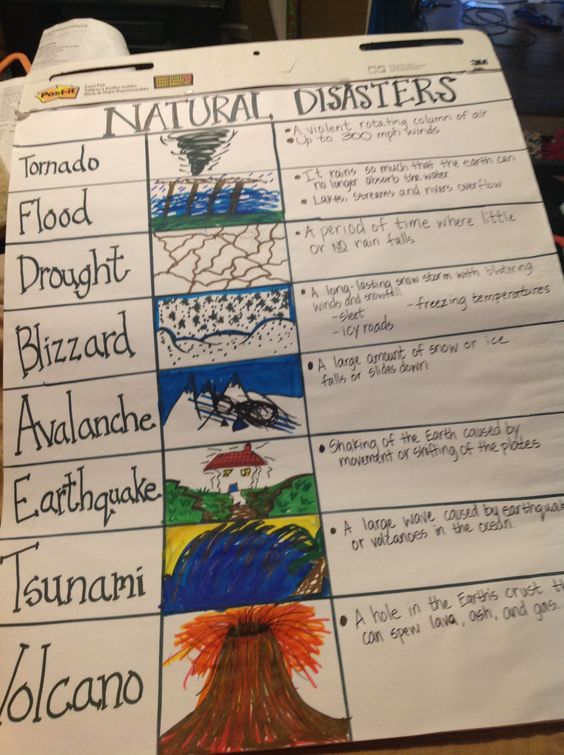 Post-it
3M
NATURAL DISASTERS
Tornado
• A violent rotating column of air
• Up to 300 mph winds
Flood
• It rains so much that the earth can
no longer absorb the water.
• Lakes, streams and rivers overflow
Drought
• A period of time where little
or NO rain falls.
Blizzard
• A long-lasting snow storm with blistering
winds and snowfall
-sleet
-freezing temperatures
-icy roads
Avalanche
• A large amount of snow or ice
falls or slides down
Earthquake
• Shaking of the Earth caused by
movement or shifting of the plates
Tsunami
• A large wave caused by earthquak
or volcanoes in the ocean.
Volcano
• A hole in the Earth's crust th
can spew lava, ash, and gas.